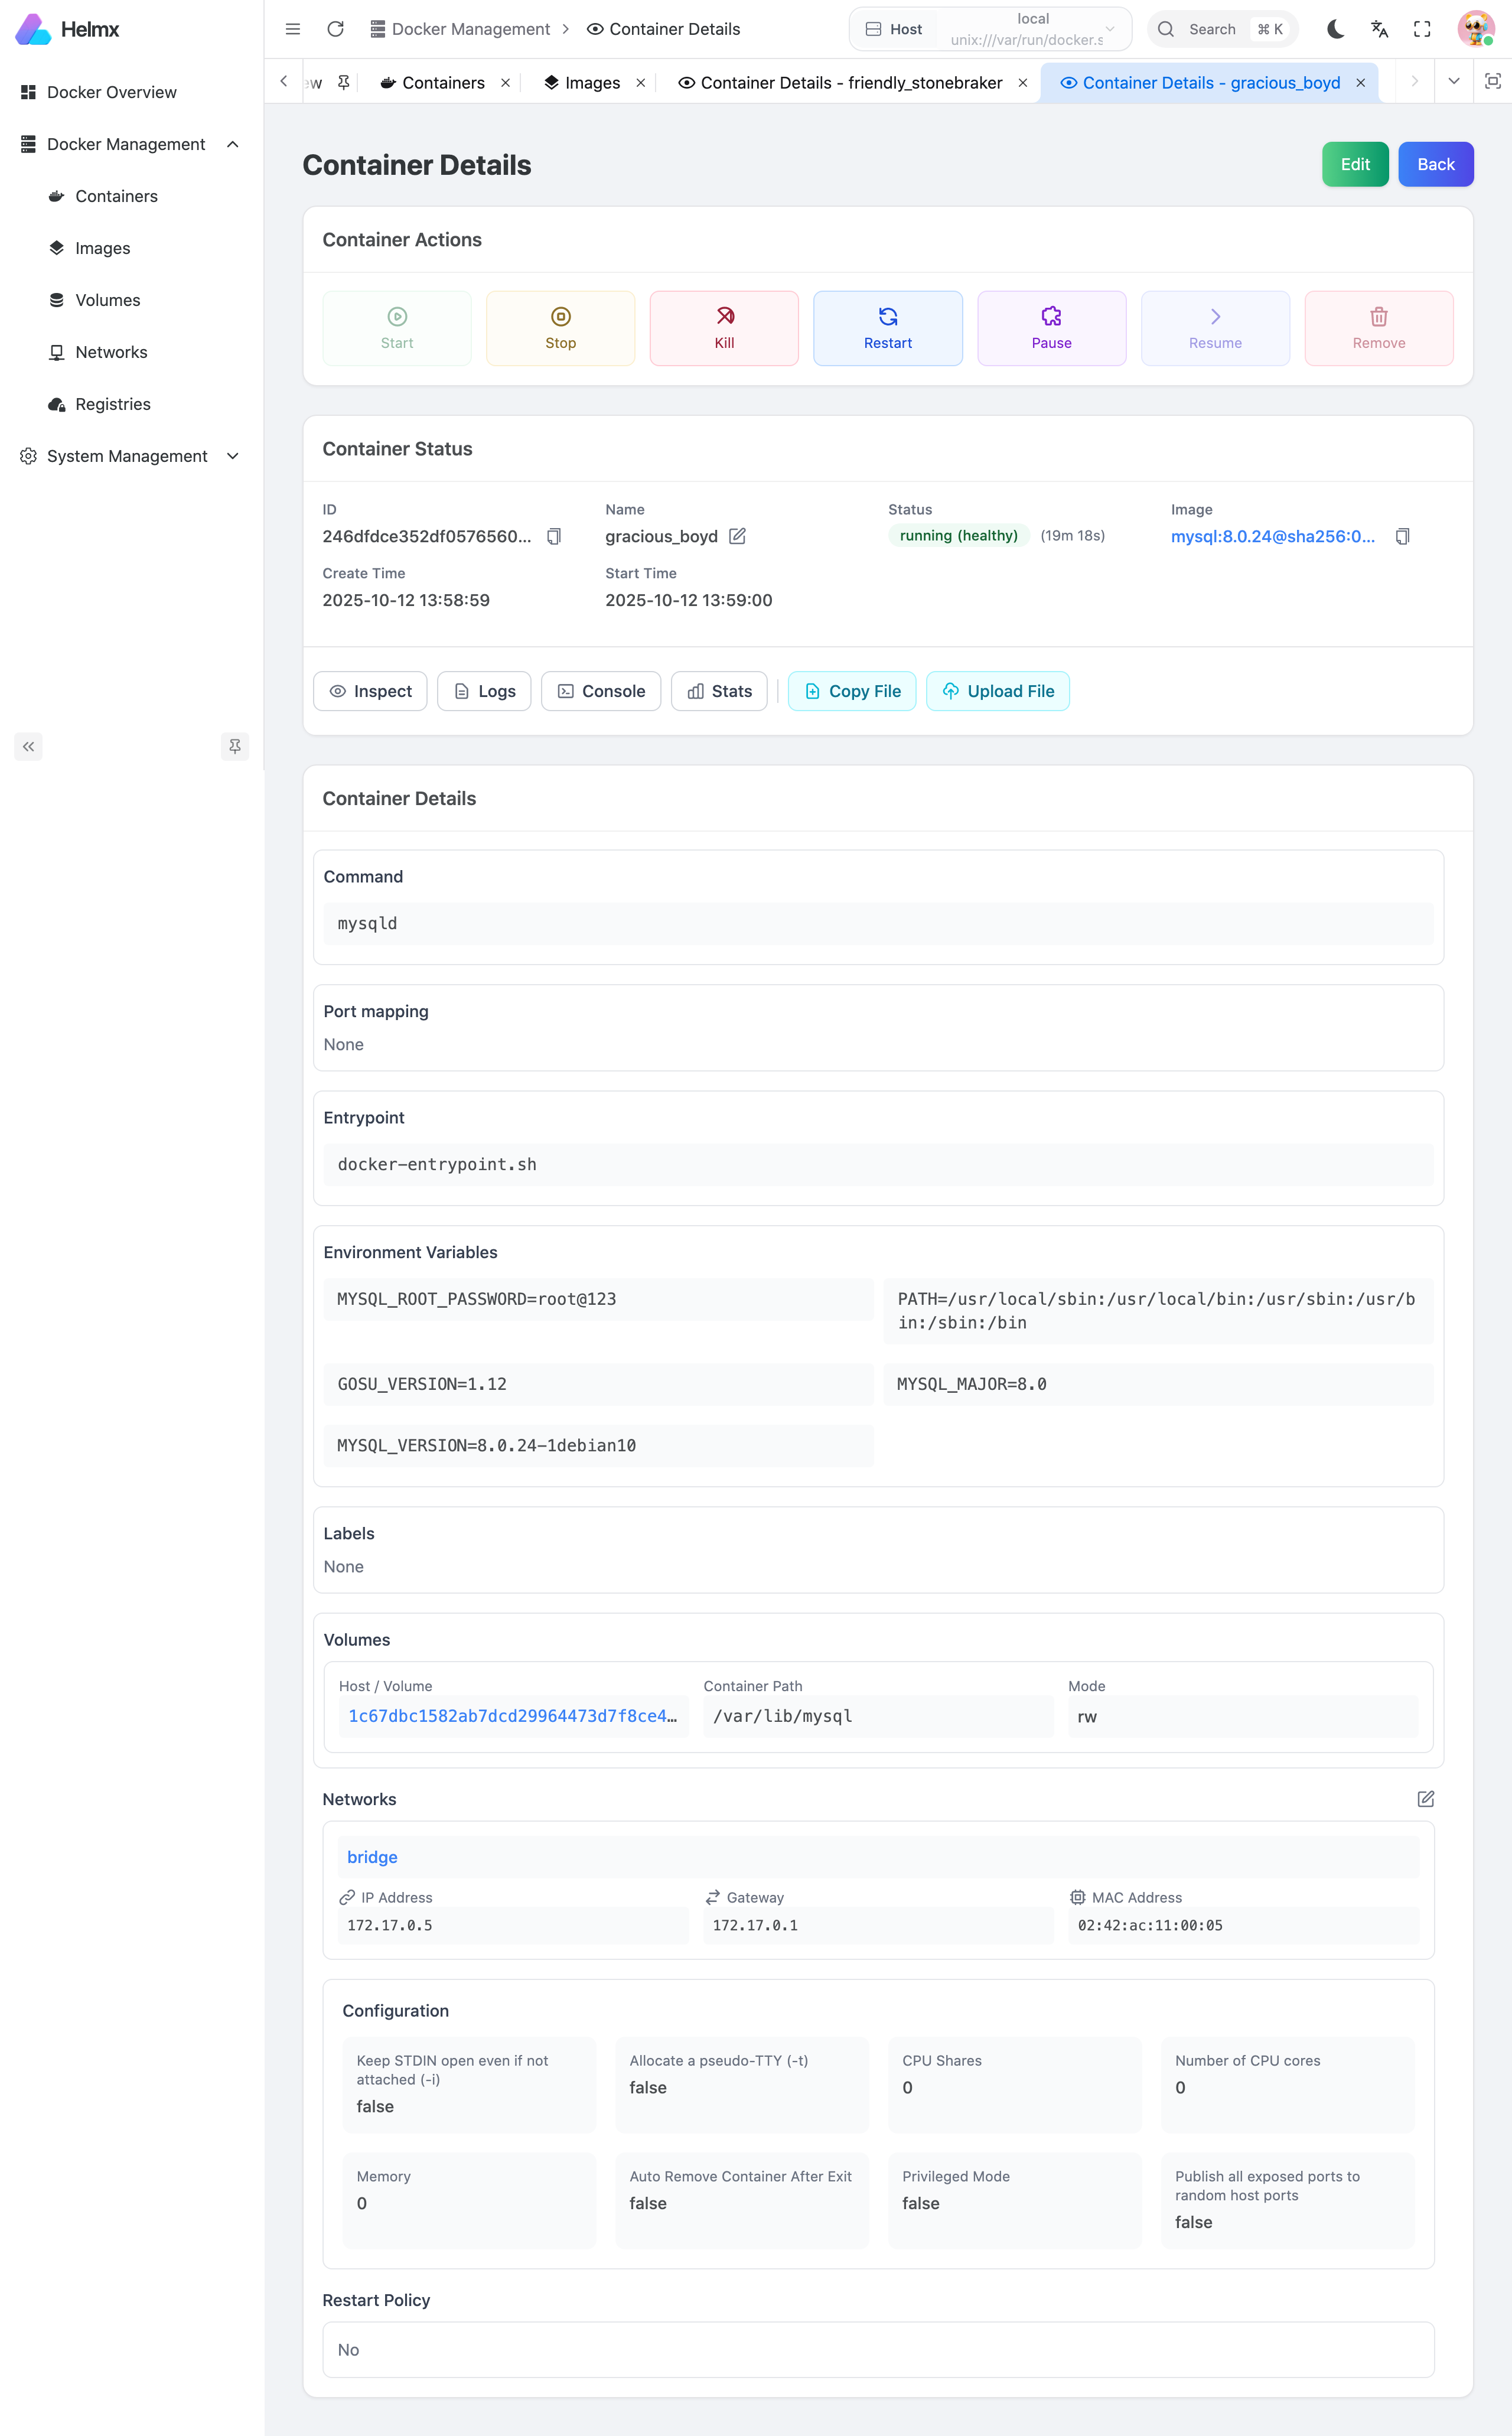 Helmx
Docker Management > Container Details
Host
local
unix:///var/run/docker.s
Search ⌘ K
Containers
Images
Container Details - friendly_stonebraker
Container Details - gracious_boyd
Docker Overview
Docker Management
Containers
Images
Volumes
Networks
Registries
System Management
Container Details
Edit
Back
Container Actions
Start
Stop
Kill
Restart
Pause
Resume
Remove
Container Status
ID
246dfdce352df0576560...
Name
gracious_boyd
Status
running (healthy) (19m 18s)
Image
mysql:8.0.24@sha256:0...
Create Time
2025-10-12 13:58:59
Start Time
2025-10-12 13:59:00
Inspect
Logs
Console
Stats
Copy File
Upload File
Container Details
Command
mysqld
Port mapping
None
Entrypoint
docker-entrypoint.sh
Environment Variables
MYSQL_ROOT_PASSWORD=root@123
PATH=/usr/local/sbin:/usr/local/bin:/usr/sbin:/usr/b
in:/sbin:/bin
GOSU_VERSION=1.12
MYSQL_MAJOR=8.0
MYSQL_VERSION=8.0.24-1debian10
Labels
None
Volumes
Host / Volume
1c67dbc1582ab7dcd29964473d7f8ce4…
Container Path
/var/lib/mysql
Mode
rw
Networks
bridge
IP Address
172.17.0.5
Gateway
172.17.0.1
MAC Address
02:42:ac:11:00:05
Configuration
Keep STDIN open even if not
attached (-i)
false
Allocate a pseudo-TTY (-t)
false
CPU Shares
0
Number of CPU cores
0
Memory
0
Auto Remove Container After Exit
false
Privileged Mode
false
Publish all exposed ports to
random host ports
false
Restart Policy
No